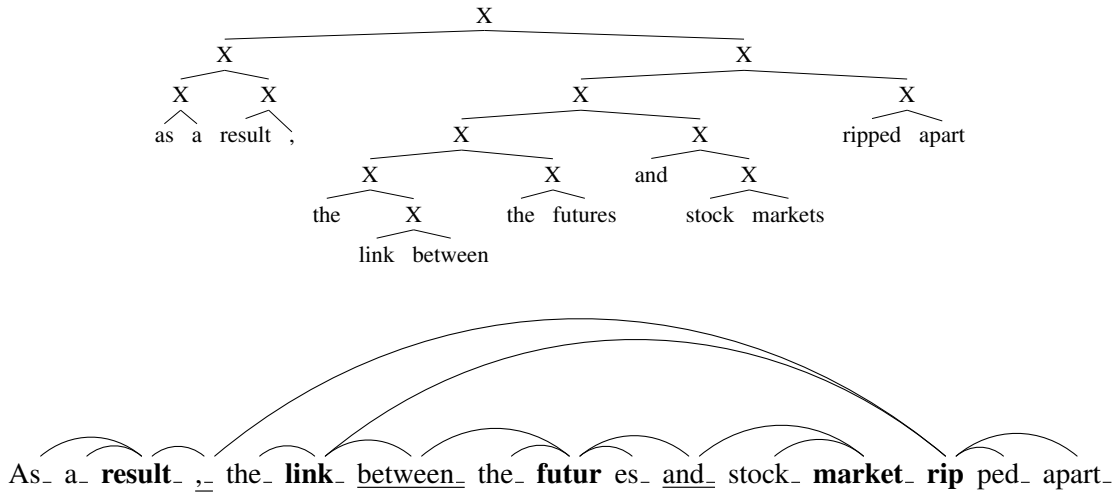 X
X X
X X X X
as a result , X X ripped apart
X X and X
the X the futures stock markets
link between
As_ a_ result_ ,_ the_ link_ between_ the_ futur es_ and_ stock_ market_ rip ped_ apart_